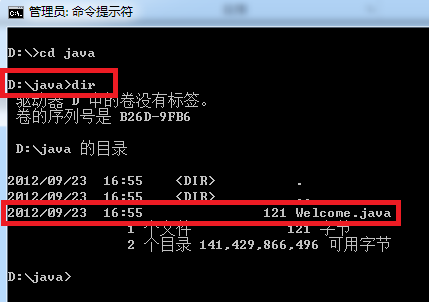 管理员: 命令提示符
D:\>cd java
D:\java>dir
驱动器 D 中的卷没有标签。
卷的序列号是 B26D-9FB6
D:\java 的目录
2012/09/23  16:55    <DIR>          .
2012/09/23  16:55    <DIR>          ..
2012/09/23  16:55               121 Welcome.java
1 个文件            121 字节
2 个目录 141,429,866,496 可用字节
D:\java>